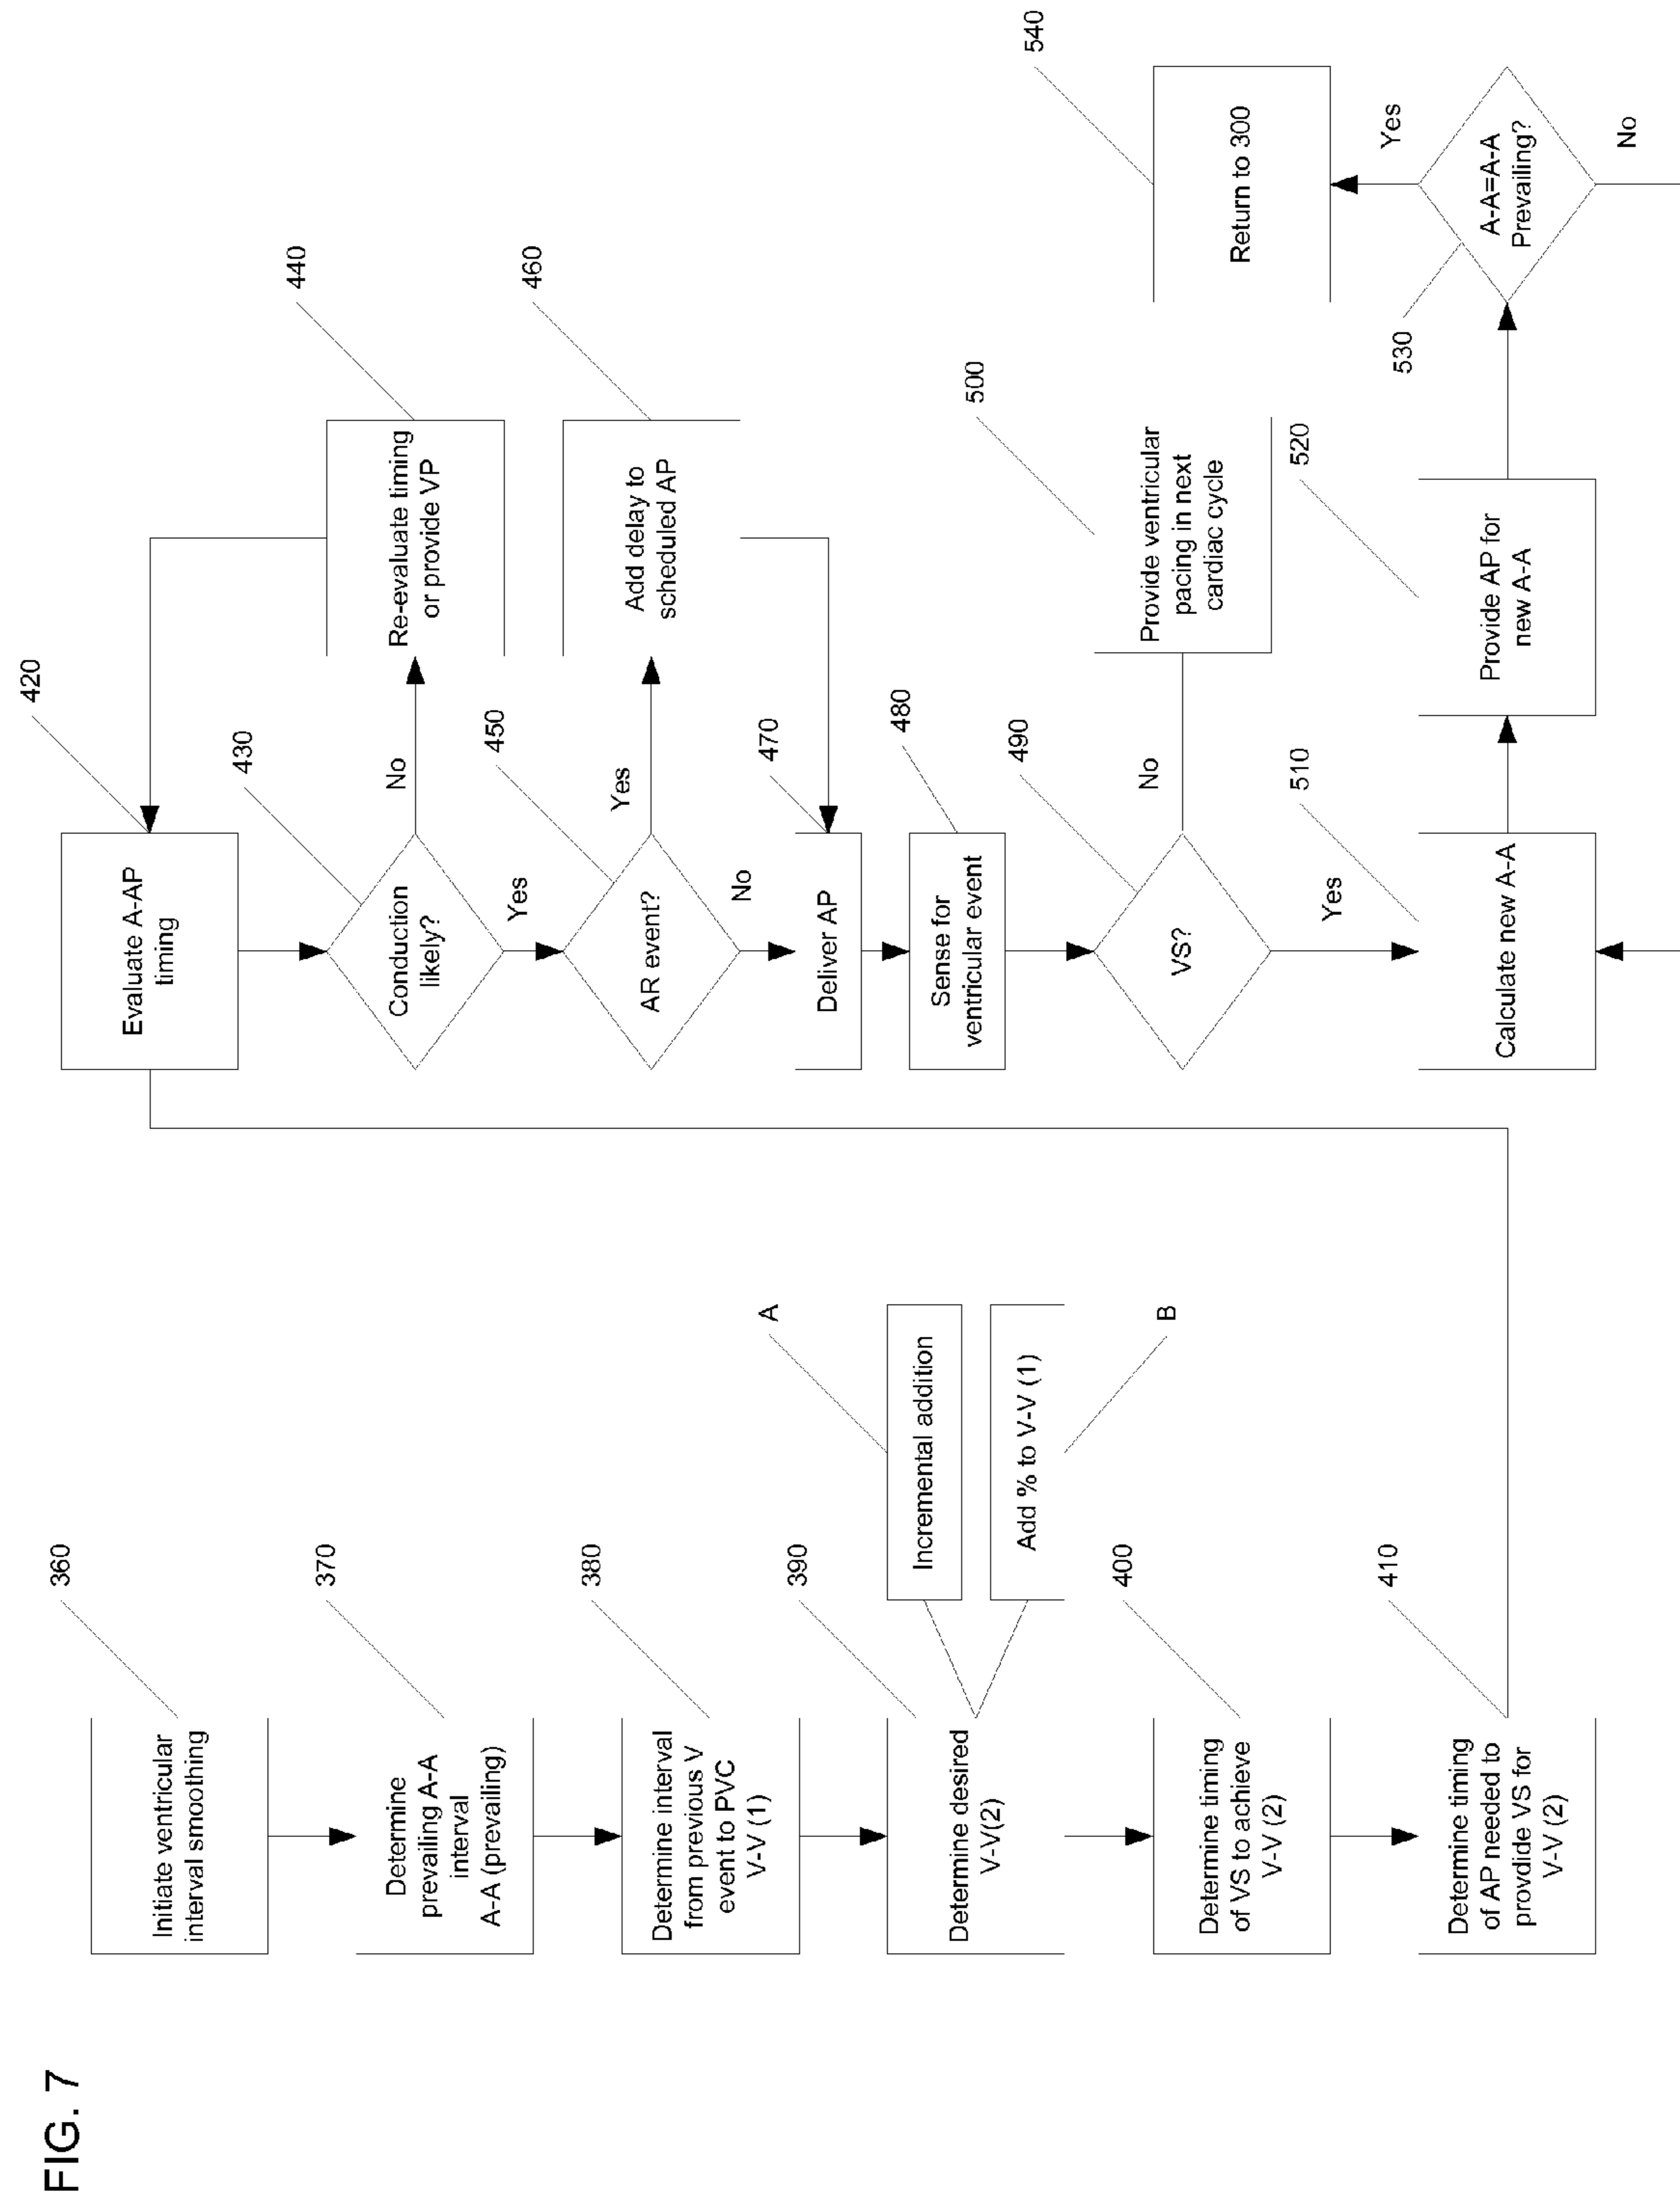 FIG. 7
360
Initiate ventricular
interval smoothing
370
Determine
prevailing A-A
interval
A-A (prevailing)
380
Determine interval
from previous V
event to PVC
V-V (1)
390
Determine desired
V-V(2)
A
Incremental addition
Add % to V-V (1)
B
400
Determine timing
of VS to achieve
V-V (2)
410
Determine timing
of AP needed to
provdide VS for
V-V (2)
420
Evaluate A-AP
timing
430
Conduction
likely?
No
440
Re-evaluate timing
or provide VP
Yes
450
AR event?
Yes
460
Add delay to
scheduled AP
No
470
Deliver AP
480
Sense for
ventricular event
490
VS?
No
500
Provide ventricular
pacing in next
cardiac cycle
Yes
510
Calculate new A-A
520
Provide AP for
new A-A
530
A-A=A-A
Prevailing?
Yes
540
Return to 300
No